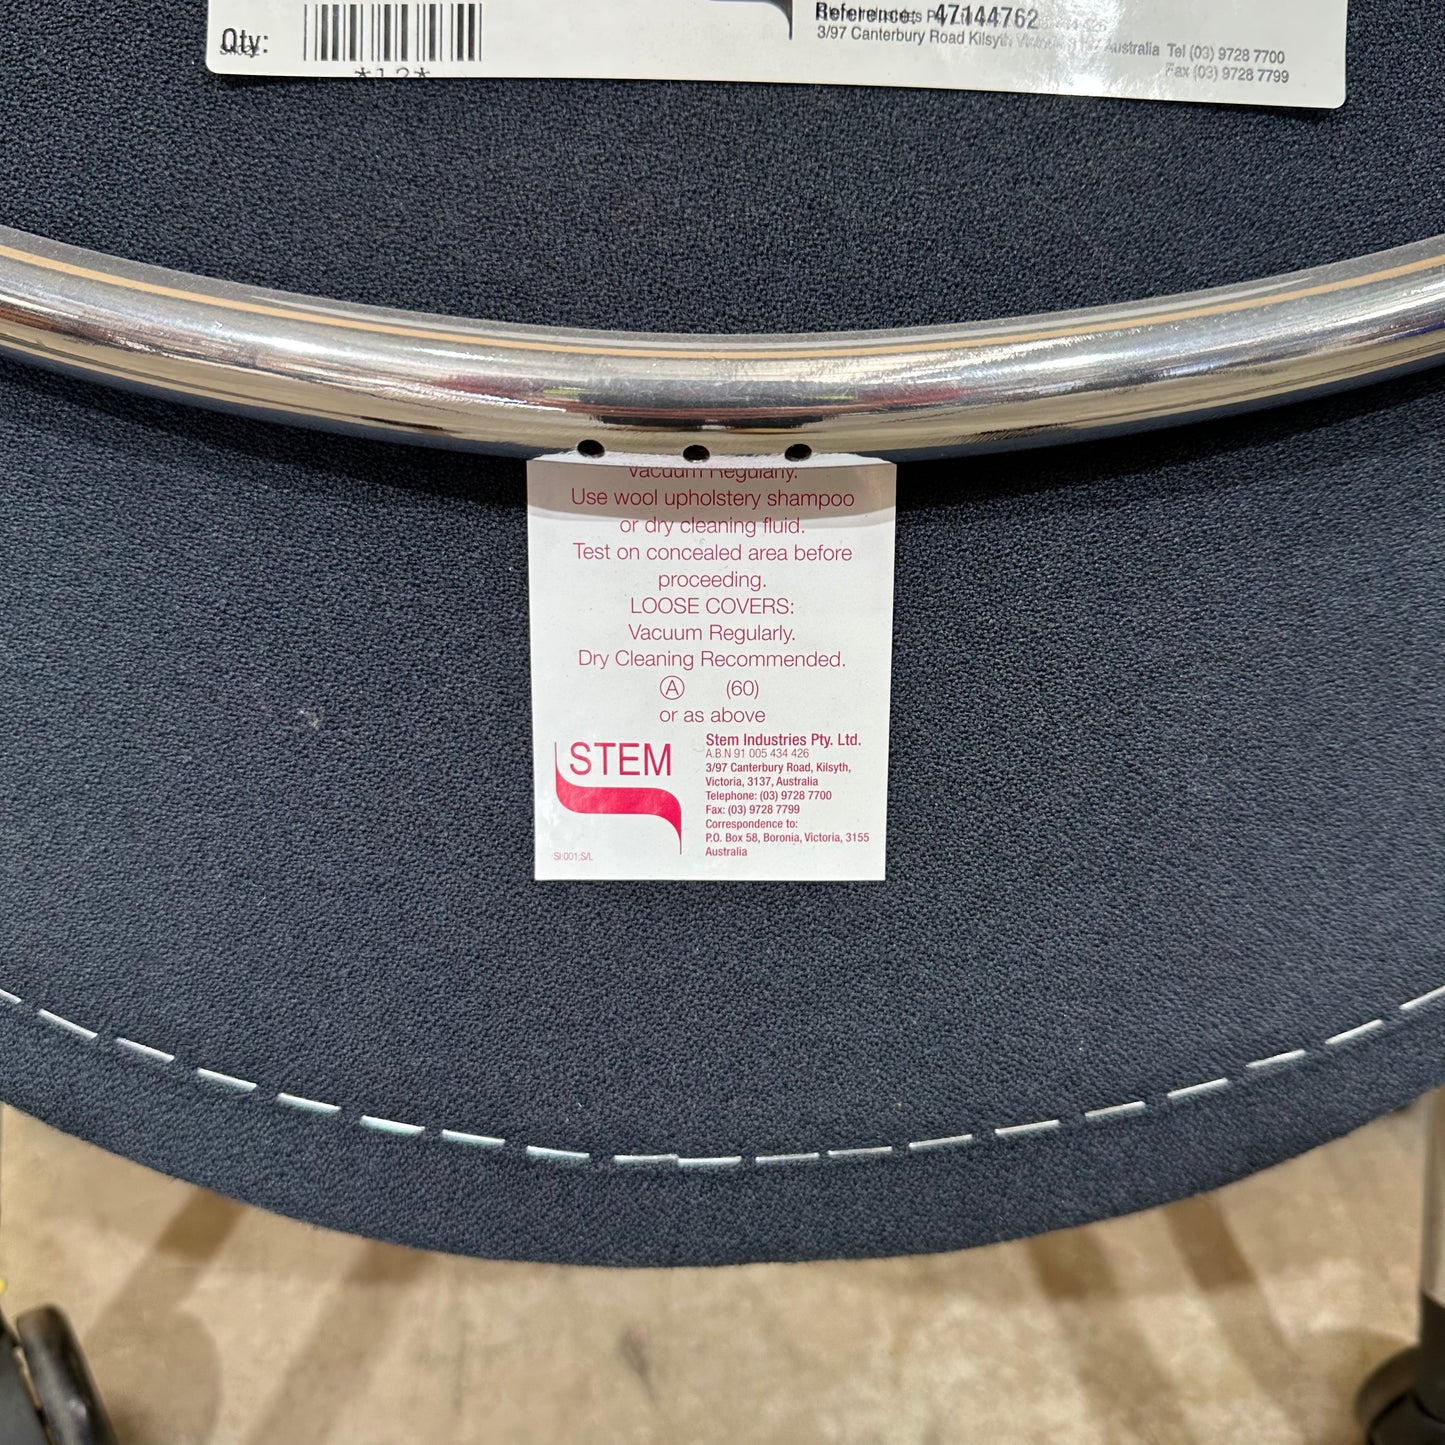 Reference: 47144762
Qty:
3/97 Canterbury Road Kilsyth Australia Tel (03) 9728 7700
Fax (03) 9728 7799
*12*
Vacuum Regularly.
Use wool upholstery shampoo
or dry cleaning fluid.
Test on concealed area before
proceeding.
LOOSE COVERS:
Vacuum Regularly.
Dry Cleaning Recommended.
Ⓐ (60)
or as above
STEM
Stem Industries Pty. Ltd.
A.B.N 91 005 434 426
3/97 Canterbury Road, Kilsyth,
Victoria, 3137, Australia
Telephone: (03) 9728 7700
Fax: (03) 9728 7799
Correspondence to:
P.O. Box 58, Boronia, Victoria, 3155
Australia
SI:001:S/L